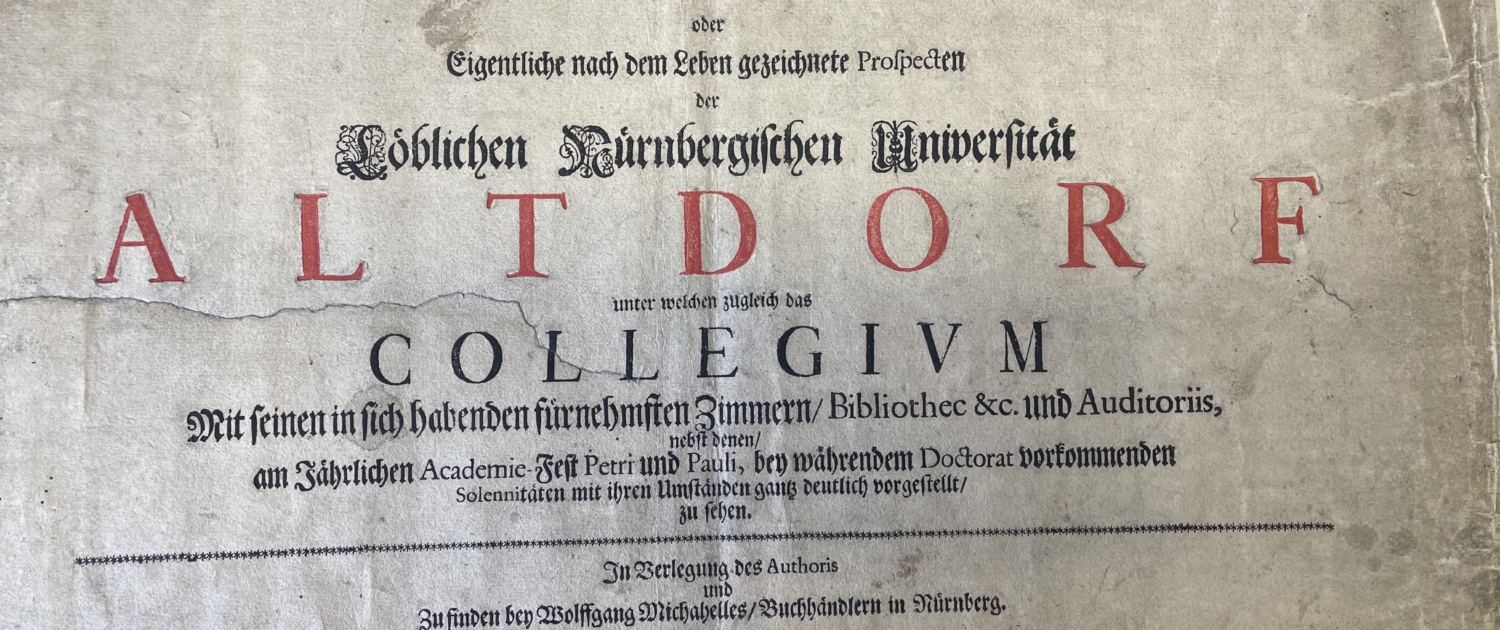 oder
Eigentliche nach dem Leben gezeichnete Proſpecten
der
Löblichen Nürnbergiſchen Univerſität
ALTDORF
unter welchen zugleich das
COLLEGIVM
Mit ſeinen in ſich habenden fürnehmſten Zimmern/ Bibliothec &c. und Auditoriis,
nebſt denen/
am Jährlichen Academie-Feſt Petri und Pauli, bey währendem Doctorat vorkommenden
Solennitäten mit ihren Umſtänden gantz deutlich vorgeſtellt/
zu ſehen.
In Verlegung des Authoris
und
Zu finden bey Wolffgang Michahelles/ Buchhändlern in Nürnberg.